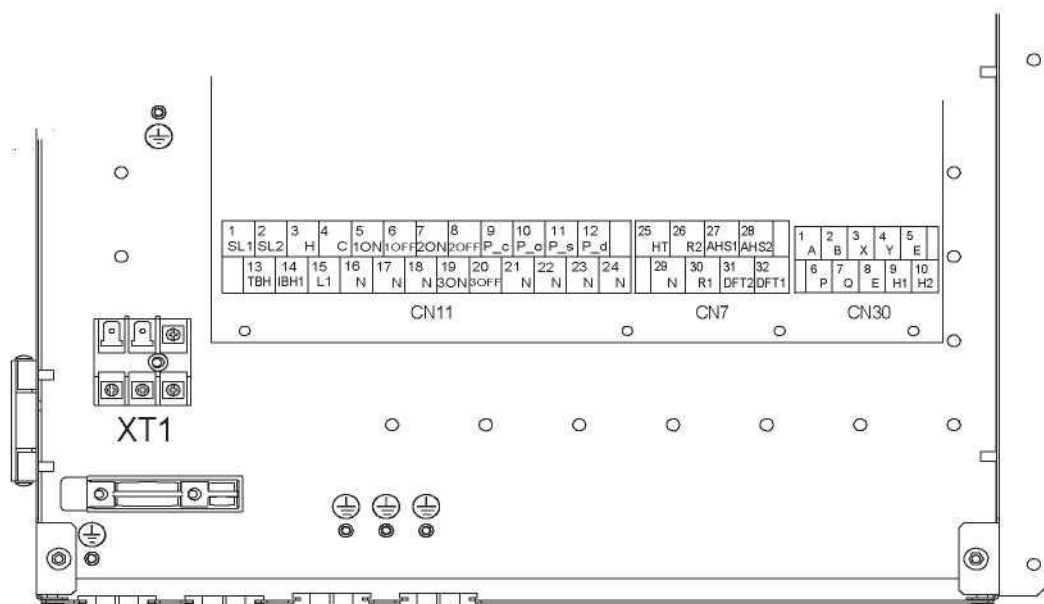 1 2 3 4 5 6 7 8 9 10 11 12
SL1 SL2 H C 1ON 1OFF 2ON 2OFF P_c P_o P_s P_d
13 14 15 16 17 18 19 20 21 22 23 24
TBH IBH1 L1 N N N 3ON 3OFF N N N N
CN11
25 26 27 28
HT R2 AHS1 AHS2
29 30 31 32
N R1 DFT2 DFT1
CN7
1 2 3 4 5
A B X Y E
6 7 8 9 10
P Q E H1 H2
CN30
XT1